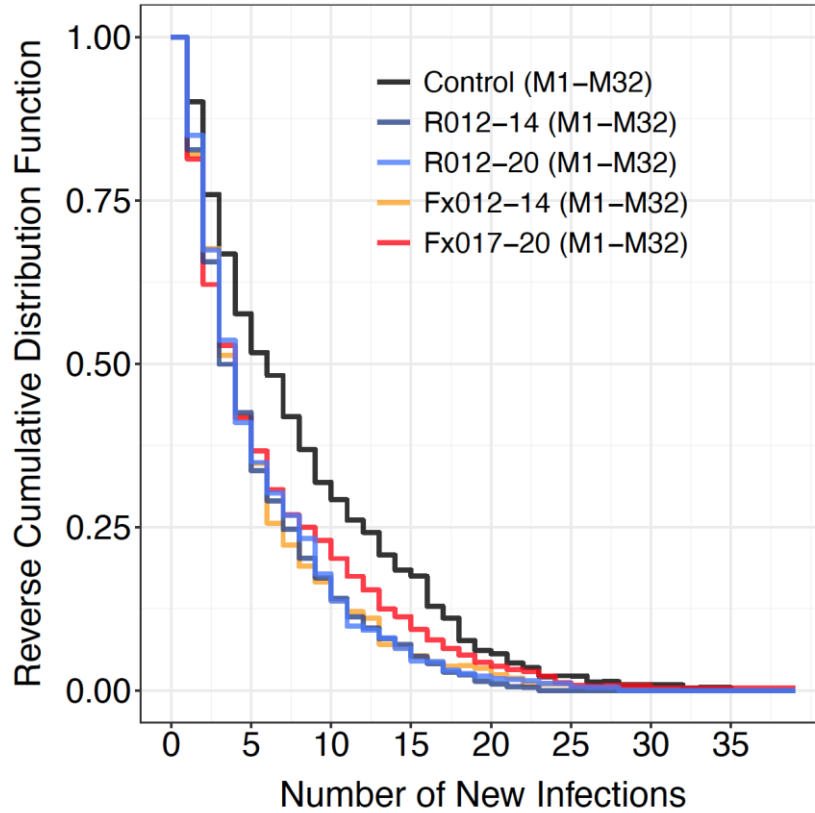 Reverse Cumulative Distribution Function
1.00
0.75
0.50
0.25
0.00
Control (M1−M32)
R012−14 (M1−M32)
R012−20 (M1−M32)
Fx012−14 (M1−M32)
Fx017−20 (M1−M32)
0 5 10 15 20 25 30 35
Number of New Infections